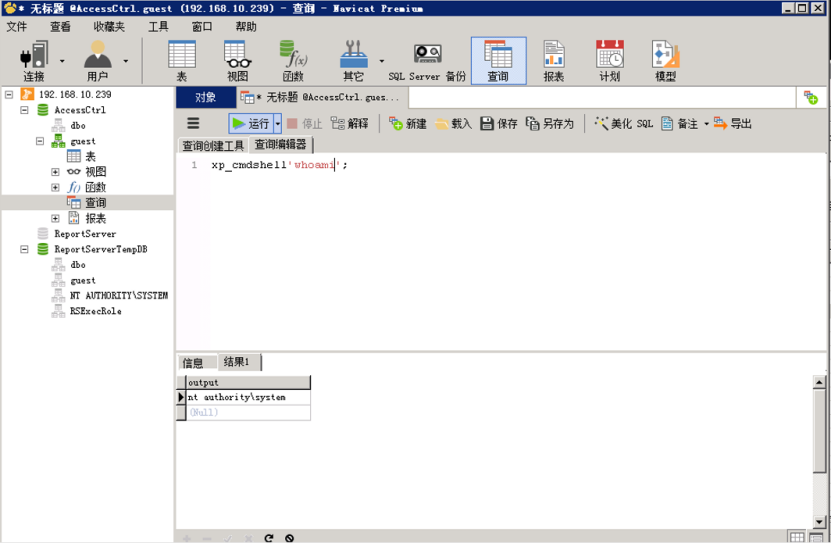 * 无标题 @AccessCtrl.guest (192.168.10.239) - 查询 - Navicat Premium
文件 查看 收藏夹 工具 窗口 帮助
连接 用户 表 视图 函数 其它 SQL Server 备份 查询 报表 计划 模型
192.168.10.239
AccessCtrl
dbo
guest
表
视图
函数
查询
报表
ReportServer
ReportServerTempDB
dbo
guest
NT AUTHORITY\SYSTEM
RSExecRole
对象 * 无标题 @AccessCtrl.gues...
运行 停止 解释 新建 载入 保存 另存为 美化 SQL 备注 导出
查询创建工具 查询编辑器
1 xp_cmdshell'whoami';
信息 结果1
output
nt authority\system
(Null)